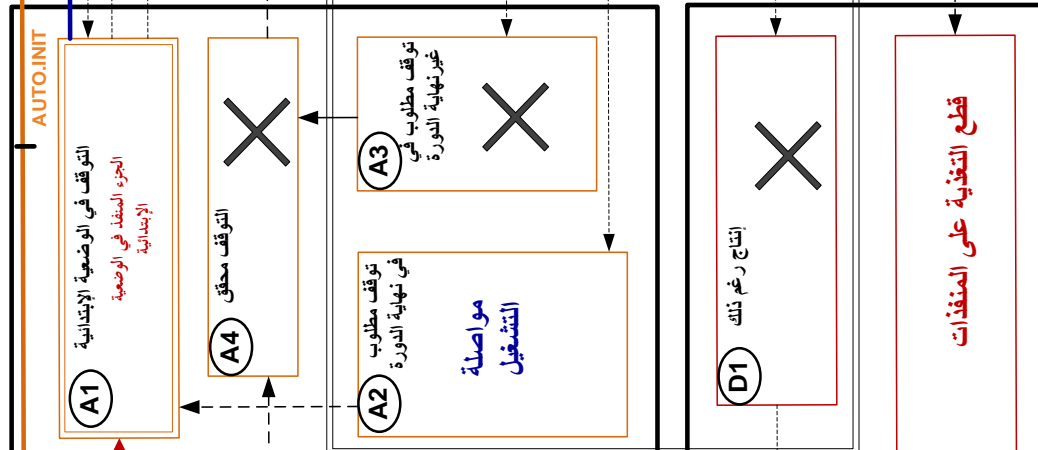 AUTO.INIT
A1
التوقف في الوضعية الإبتدائية
الجزء المنفذ في الوضعية
الإبتدائية
A4
التوقف محقق
A3
توقف مطلوب في
غيرنهاية الدورة
A2
توقف مطلوب
في نهاية الدورة
مواصلة
التشغيل
D1
إنتاج رغم ذلك
قطع التغذية على المنفذات